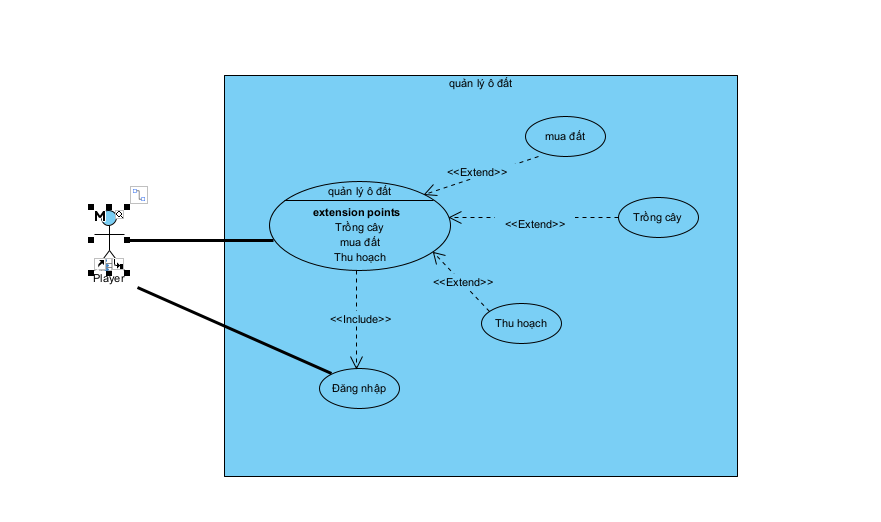 quản lý ô đất
mua đất
<<Extend>>
quản lý ô đất
extension points
Trồng cây
mua đất
Thu hoạch
Trồng cây
<<Extend>>
M
Player
<<Extend>>
<<Include>>
Thu hoạch
Đăng nhập